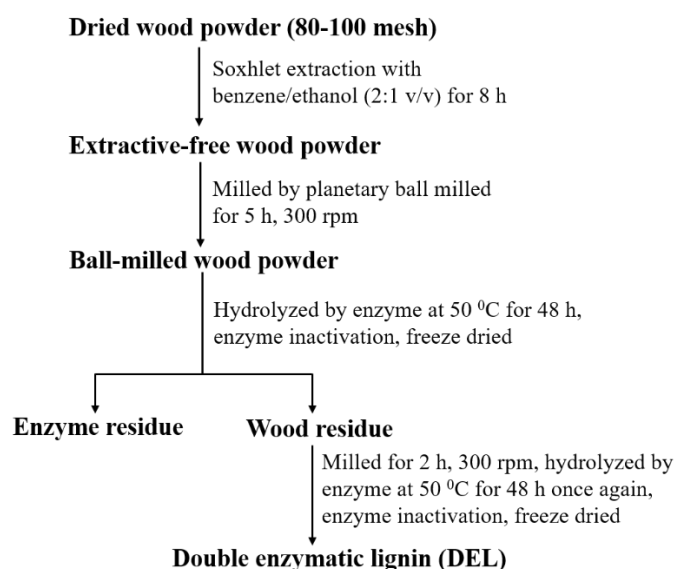 Dried wood powder (80-100 mesh)
Soxhlet extraction with
benzene/ethanol (2:1 v/v) for 8 h
Extractive-free wood powder
Milled by planetary ball milled
for 5 h, 300 rpm
Ball-milled wood powder
Hydrolyzed by enzyme at 50 ⁰C for 48 h,
enzyme inactivation, freeze dried
Enzyme residue
Wood residue
Milled for 2 h, 300 rpm, hydrolyzed by
enzyme at 50 ⁰C for 48 h once again,
enzyme inactivation, freeze dried
Double enzymatic lignin (DEL)